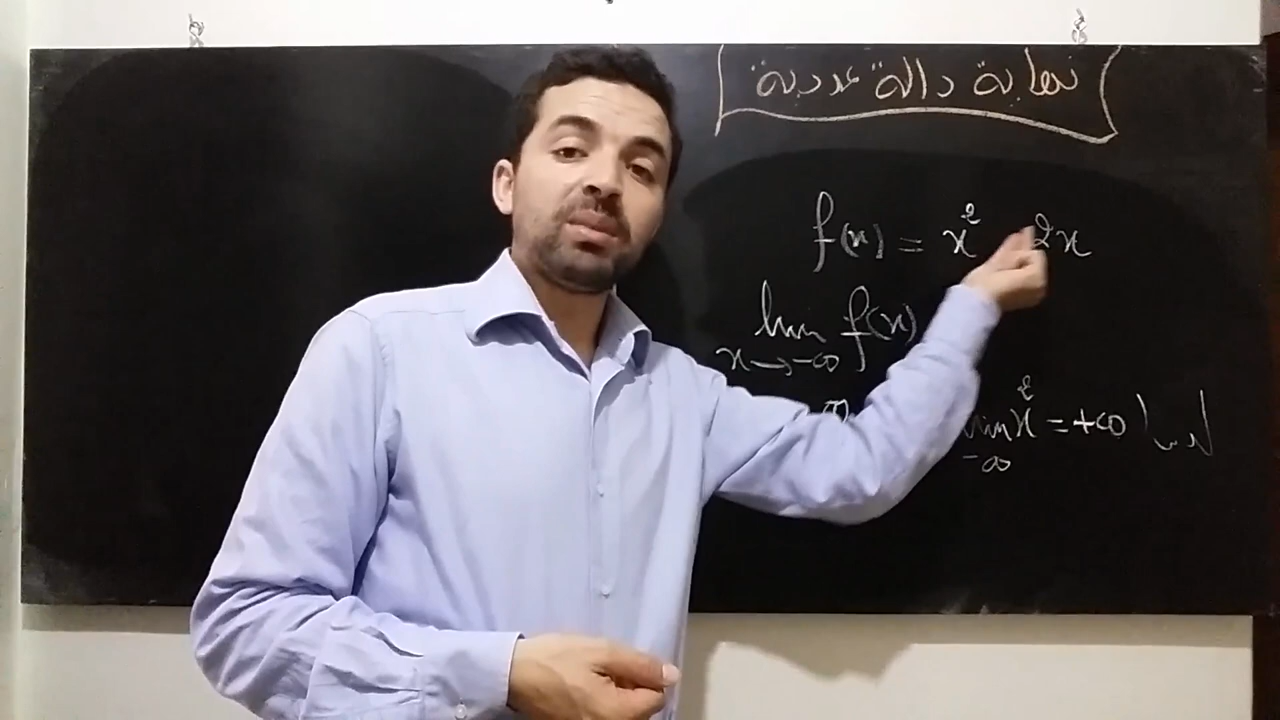 نهاية دالة عددية
f(x) = x² 2x
lim f(x)
x→-∞
لدينا lim x² = +∞
-∞